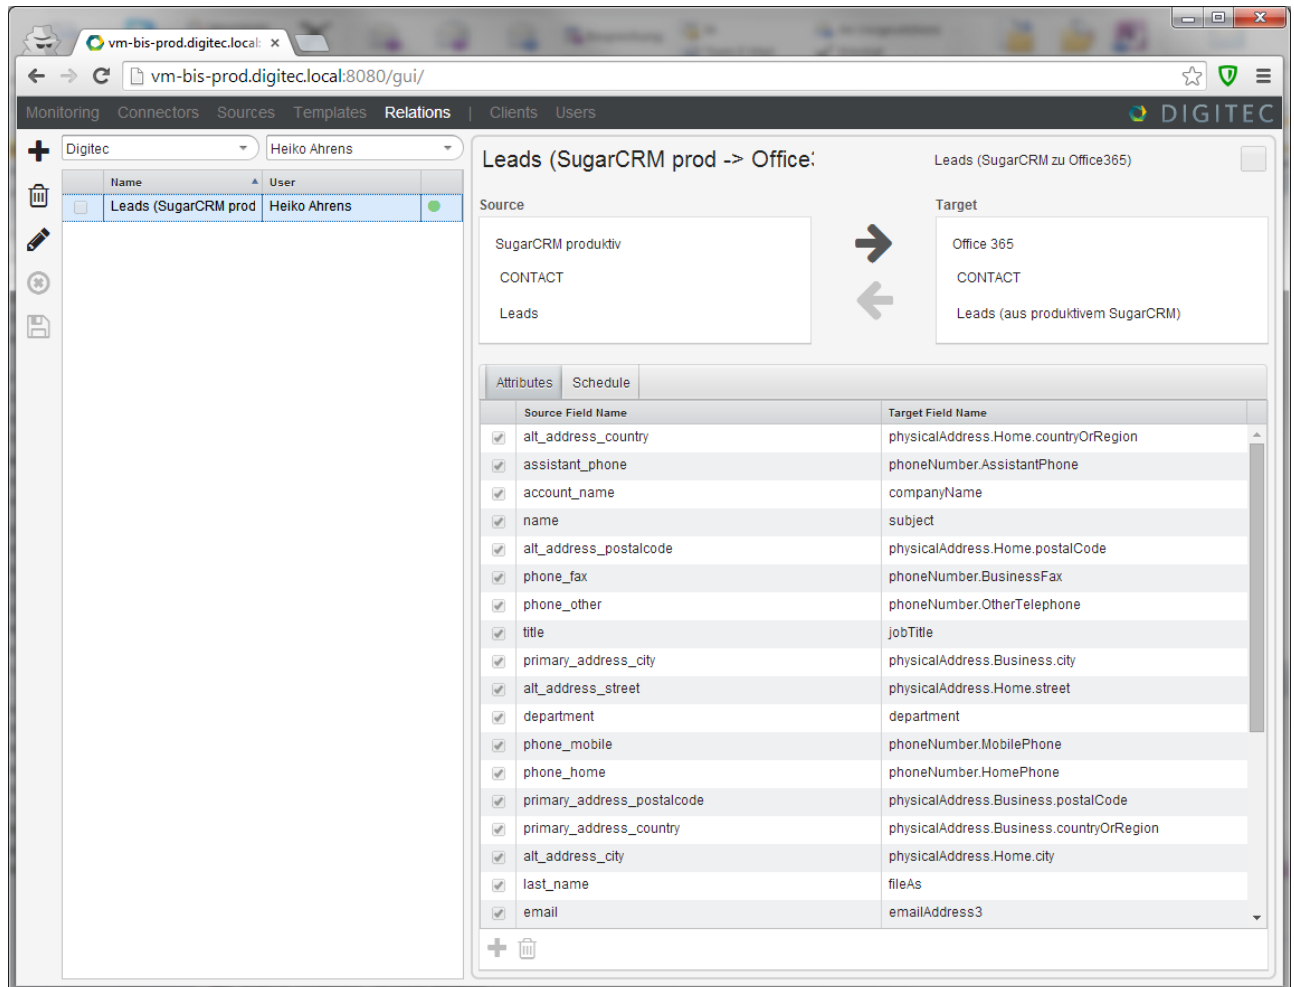 vm-bis-prod.digitec.local:
vm-bis-prod.digitec.local:8080/gui/
Monitoring Connectors Sources Templates Relations | Clients Users
DIGITEC
Digitec
Heiko Ahrens
Name User
Leads (SugarCRM prod Heiko Ahrens
Leads (SugarCRM prod -> Office:
Leads (SugarCRM zu Office365)
Source
SugarCRM produktiv
CONTACT
Leads
Target
Office 365
CONTACT
Leads (aus produktivem SugarCRM)
Attributes Schedule
Source Field Name Target Field Name
alt_address_country physicalAddress.Home.countryOrRegion
assistant_phone phoneNumber.AssistantPhone
account_name companyName
name subject
alt_address_postalcode physicalAddress.Home.postalCode
phone_fax phoneNumber.BusinessFax
phone_other phoneNumber.OtherTelephone
title jobTitle
primary_address_city physicalAddress.Business.city
alt_address_street physicalAddress.Home.street
department department
phone_mobile phoneNumber.MobilePhone
phone_home phoneNumber.HomePhone
primary_address_postalcode physicalAddress.Business.postalCode
primary_address_country physicalAddress.Business.countryOrRegion
alt_address_city physicalAddress.Home.city
last_name fileAs
email emailAddress3